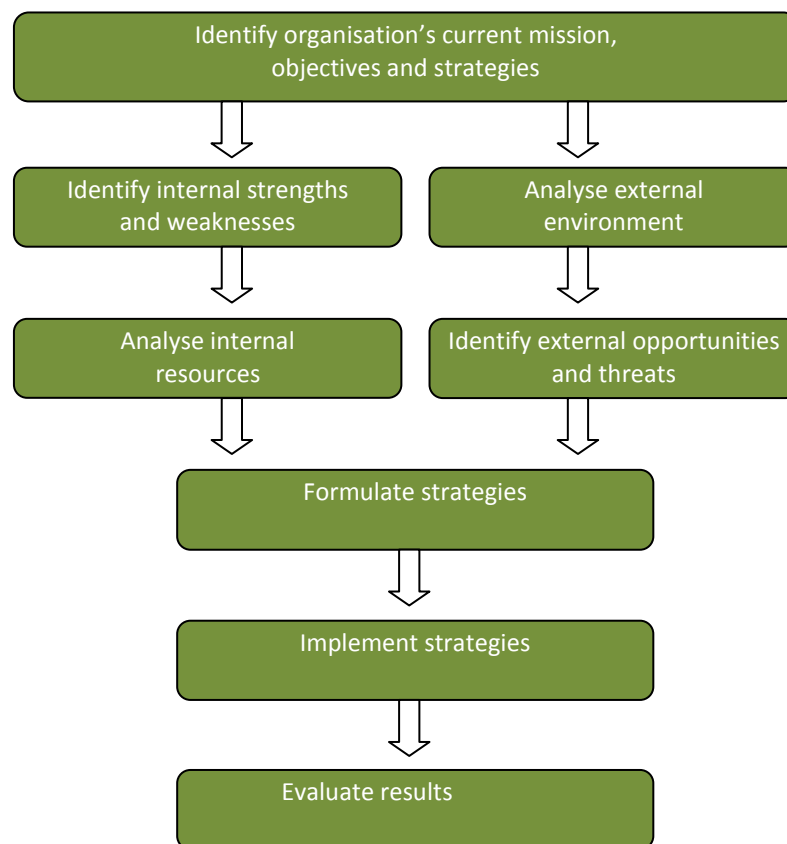 Identify organisation’s current mission,
objectives and strategies
Identify internal strengths
and weaknesses
Analyse external
environment
Analyse internal
resources
Identify external opportunities
and threats
Formulate strategies
Implement strategies
Evaluate results